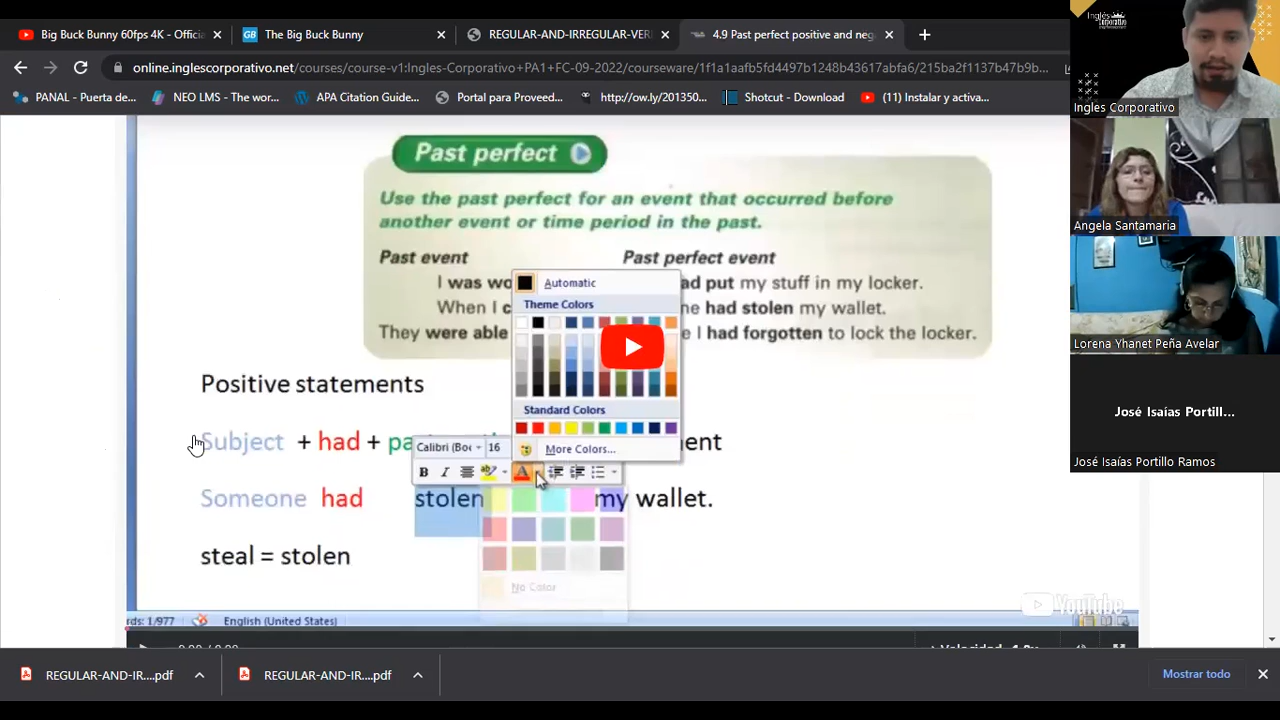 Big Buck Bunny 60fps 4K - Officia
The Big Buck Bunny
REGULAR-AND-IRREGULAR-VER
4.9 Past perfect positive and neg
online.inglescorporativo.net/courses/course-v1:Ingles-Corporativo+PA1+FC-09-2022/courseware/1f1a1aafb5fd4497b1248b43617abfa6/215ba2f1137b47b9b...
PANAL - Puerta de...
NEO LMS - The wor...
APA Citation Guide...
Portal para Proveed...
http://ow.ly/201350...
Shotcut - Download
(11) Instalar y activa...
Past perfect
Use the past perfect for an event that occurred before
another event or time period in the past.
Past event Past perfect event
I was wo ad put my stuff in my locker.
When I c ne had stolen my wallet.
They were able e I had forgotten to lock the locker.
Automatic
Theme Colors
Standard Colors
More Colors...
Positive statements
Subject + had + pa ent
Calibri (Bod 16
Someone had stolen my wallet.
No Color
steal = stolen
YouTube
rds: 1/977 English (United States)
REGULAR-AND-IR....pdf
REGULAR-AND-IR....pdf
Mostrar todo
Inglés
Corporativo
Ingles Corporativo
Angela Santamaria
Lorena Yhanet Peña Avelar
José Isaías Portill...
José Isaías Portillo Ramos